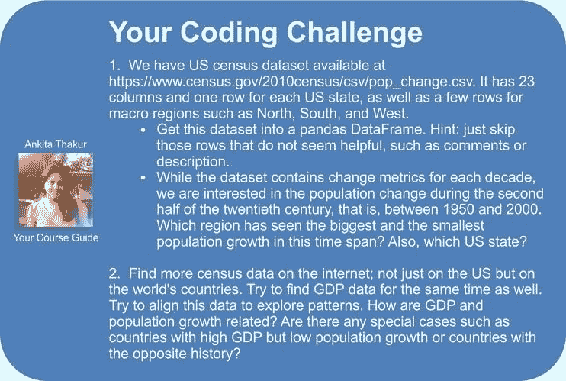 Your Coding Challenge
1. We have US census dataset available at
https://www.census.gov/2010census/csv/pop_change.csv. It has 23
columns and one row for each US state, as well as a few rows for
macro regions such as North, South, and West.
• Get this dataset into a pandas DataFrame. Hint: just skip
those rows that do not seem helpful, such as comments or
description.
• While the dataset contains change metrics for each decade,
we are interested in the population change during the second
half of the twentieth century, that is, between 1950 and 2000.
Which region has seen the biggest and the smallest
population growth in this time span? Also, which US state?
Ankita Thakur
Your Course Guide
2. Find more census data on the internet; not just on the US but on
the world's countries. Try to find GDP data for the same time as well.
Try to align this data to explore patterns. How are GDP and
population growth related? Are there any special cases such as
countries with high GDP but low population growth or countries with
the opposite history?